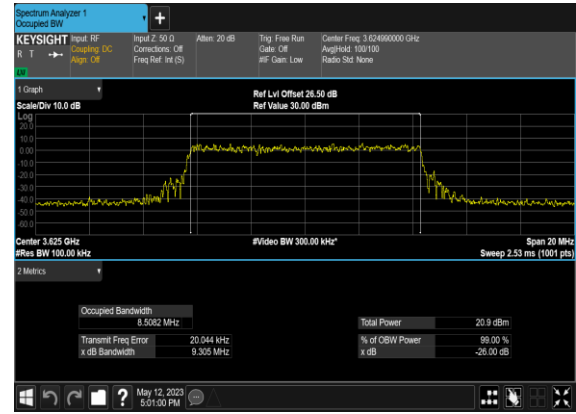 Spectrum Analyzer 1
Occupied BW
+
KEYSIGHT Input: RF Input Z: 50 Ω Atten: 20 dB Trig: Free Run Center Freq: 3.624990000 GHz
R T Coupling: DC Corrections: Off Gate: Off Avg|Hold: 100/100
Align: Off Freq Ref: Int (S) #IF Gain: Low Radio Std: None
LXI
1 Graph
Ref Lvl Offset 26.50 dB
Scale/Div 10.0 dB Ref Value 30.00 dBm
Log
20.0
10.0
0.00
-10.0
-20.0
-30.0
-40.0
-50.0
-60.0
Center 3.625 GHz #Video BW 300.00 kHz* Span 20 MHz
#Res BW 100.00 kHz Sweep 2.53 ms (1001 pts)
2 Metrics
Occupied Bandwidth
8.5082 MHz Total Power 20.9 dBm
Transmit Freq Error 20.044 kHz % of OBW Power 99.00 %
x dB Bandwidth 9.305 MHz x dB -26.00 dB
?
May 12, 2023
5:01:00 PM